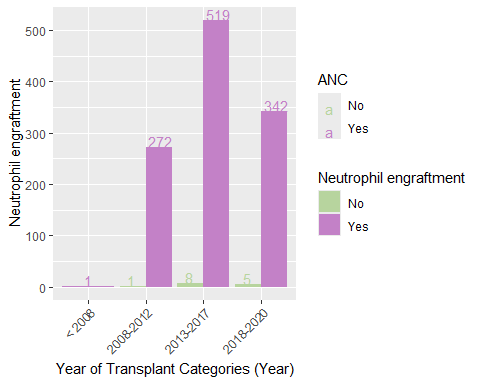 519
500
ANC
400
a No
342
a Yes
300
272
Neutrophil engraftment
Neutrophil engraftment
No
200
Yes
100
1
1
8
5
0
< 2008
2008-2012
2013-2017
2018-2020
Year of Transplant Categories (Year)